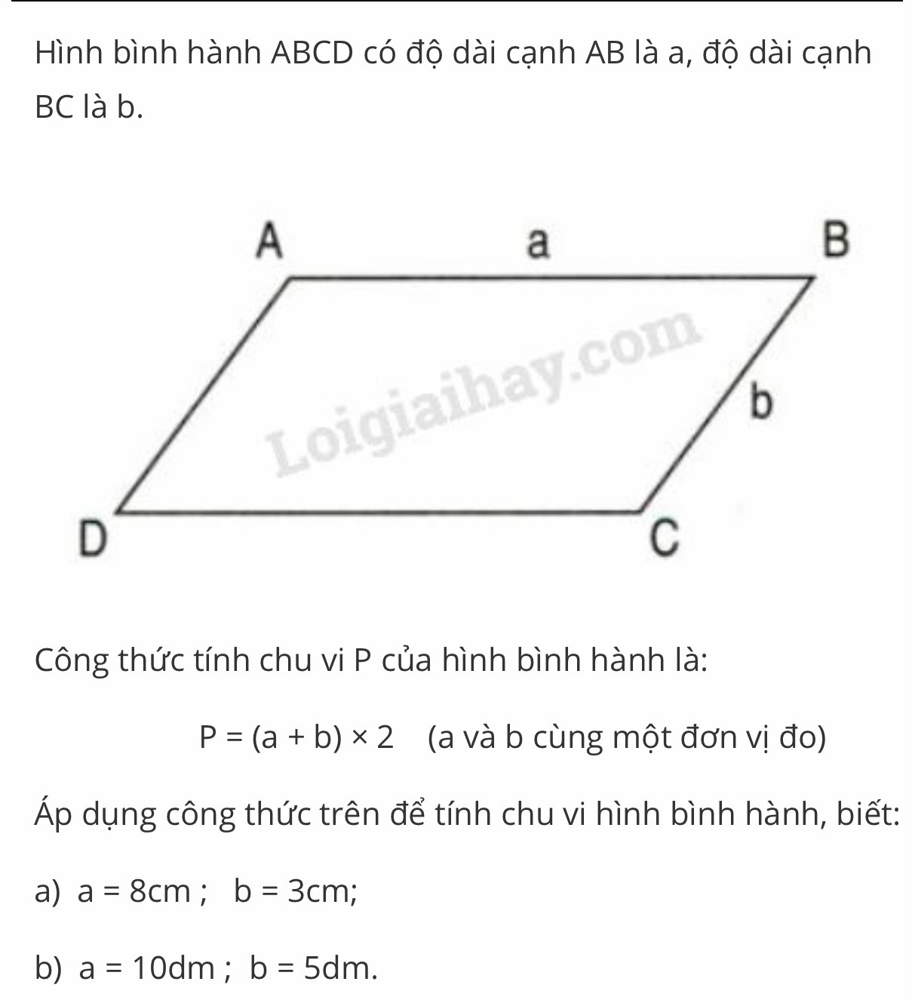 Hình bình hành ABCD có độ dài cạnh AB là a, độ dài cạnh
BC là b.
A a B
Loigiaihay.com
b
D C
Công thức tính chu vi P của hình bình hành là:
P = (a + b) × 2 (a và b cùng một đơn vị đo)
Áp dụng công thức trên để tính chu vi hình bình hành, biết:
a) a = 8cm ; b = 3cm;
b) a = 10dm ; b = 5dm.